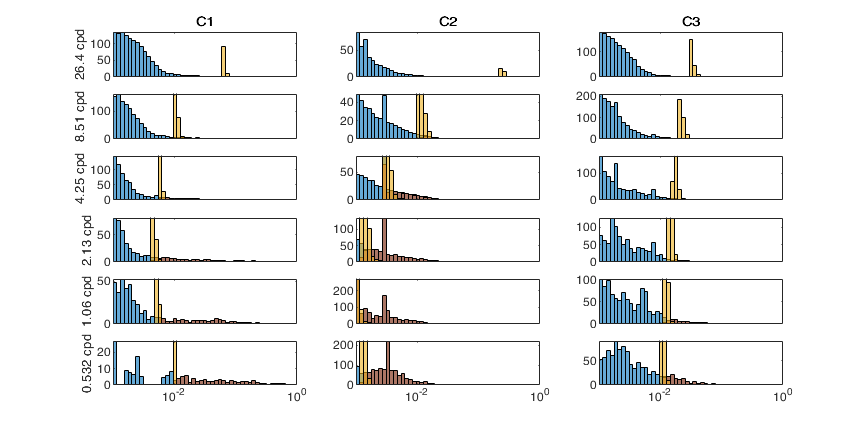 C1 C2 C3
26.4 cpd 100 50 0 50 0 100 0
8.51 cpd 100 0 40 20 0 200 100 0
4.25 cpd 100 50 0 50 0 100 0
2.13 cpd 50 0 100 50 0 100 50 0
1.06 cpd 50 0 200 100 0 100 50 0
0.532 cpd 20 10 0 200 100 0 50 0
10^-2 10^0 10^-2 10^0 10^-2 10^0